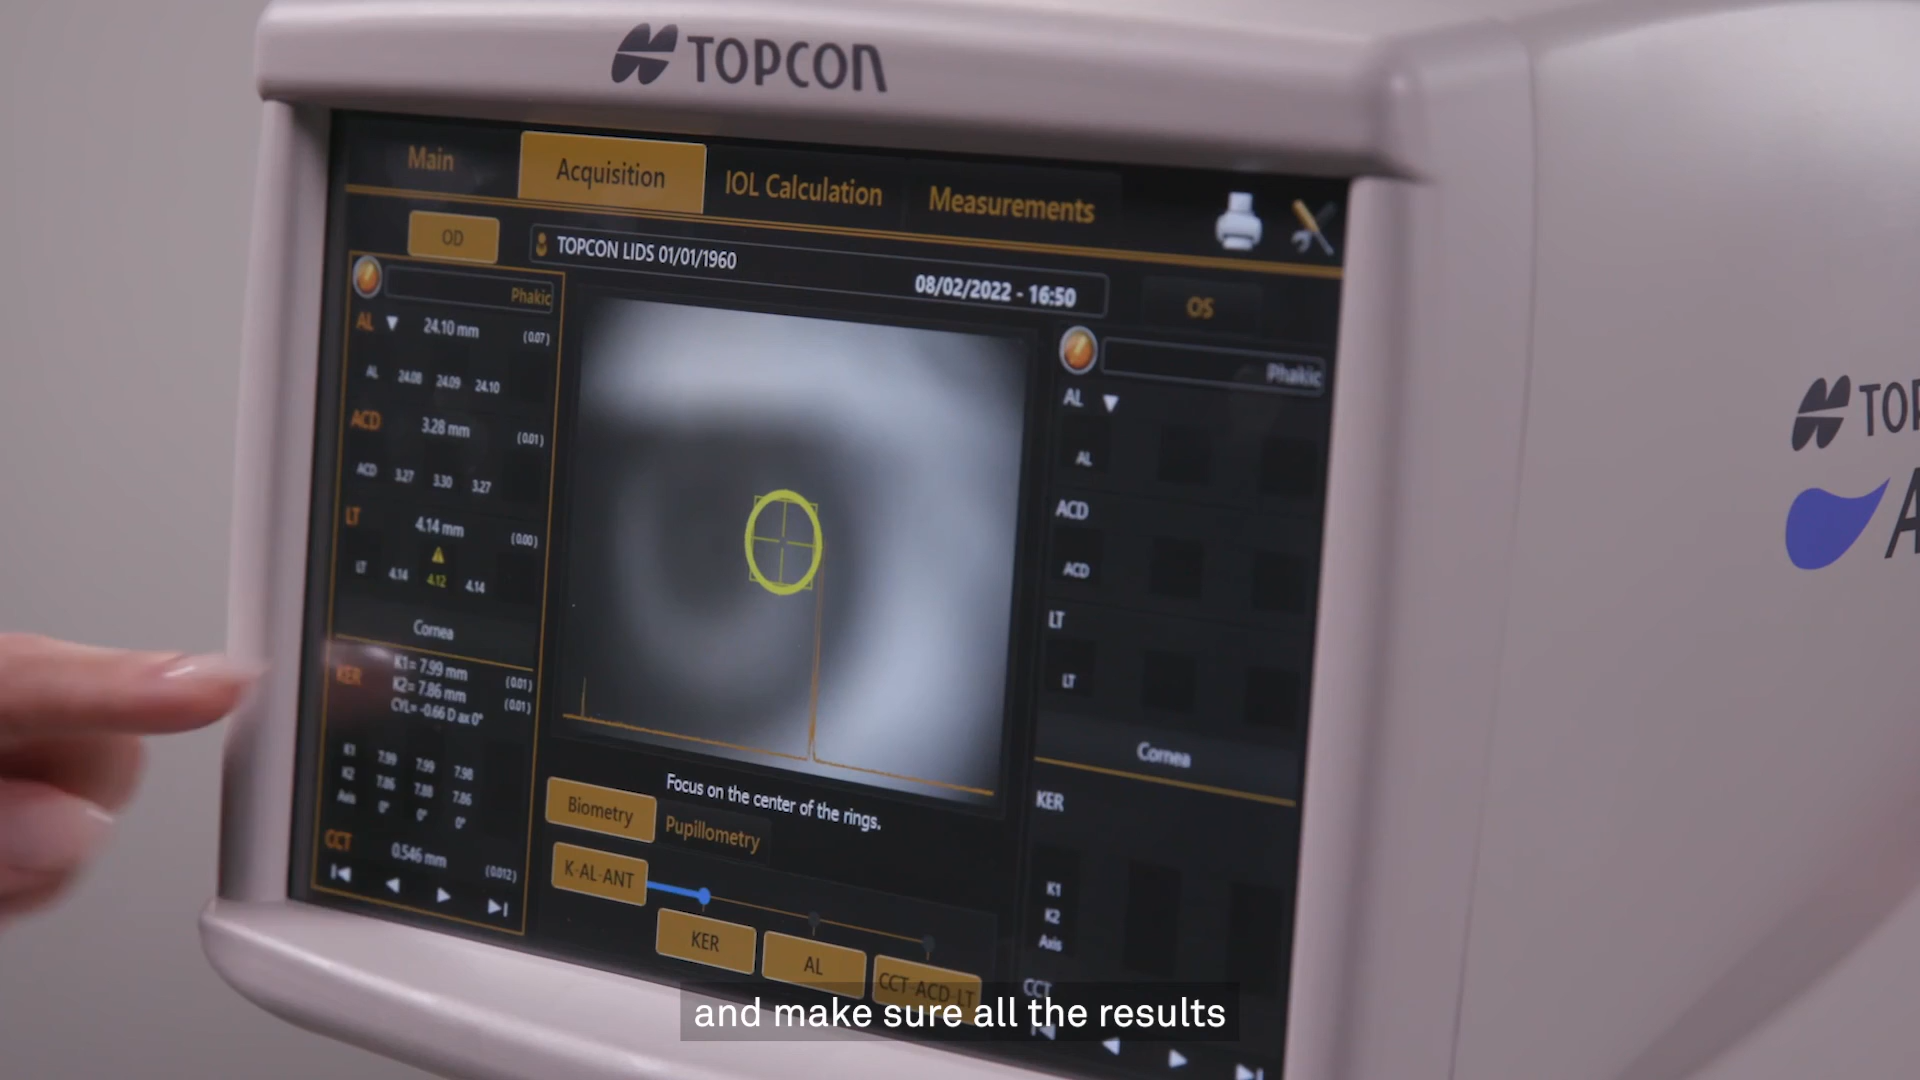 TOPCON
Main
Acquisition
IOL Calculation
Measurements
OD
TOPCON LIDS 01/01/1960
08/02/2022 - 16:50
OS
Phakic
AL 24.10 mm (0.07)
AL 24.08 24.09 24.10
ACD 3.28 mm (0.01)
ACD 3.27 3.30 3.27
LT 4.14 mm (0.00)
LT 4.14 4.12 4.14
Cornea
KER K1= 7.99 mm (0.01)
K2= 7.86 mm (0.01)
CYL= -0.66 D ax 0°
K1 7.99 7.99 7.98
K2 7.86 7.88 7.86
Axis 0° 0° 0°
CCT 0.546 mm (0.012)
Focus on the center of the rings.
Biometry
Pupillometry
K-AL-ANT
KER
AL
CCT-ACD-LT
Phakic
AL
AL
ACD
ACD
LT
LT
Cornea
KER
K1
K2
Axis
CCT
TOP
A
and make sure all the results